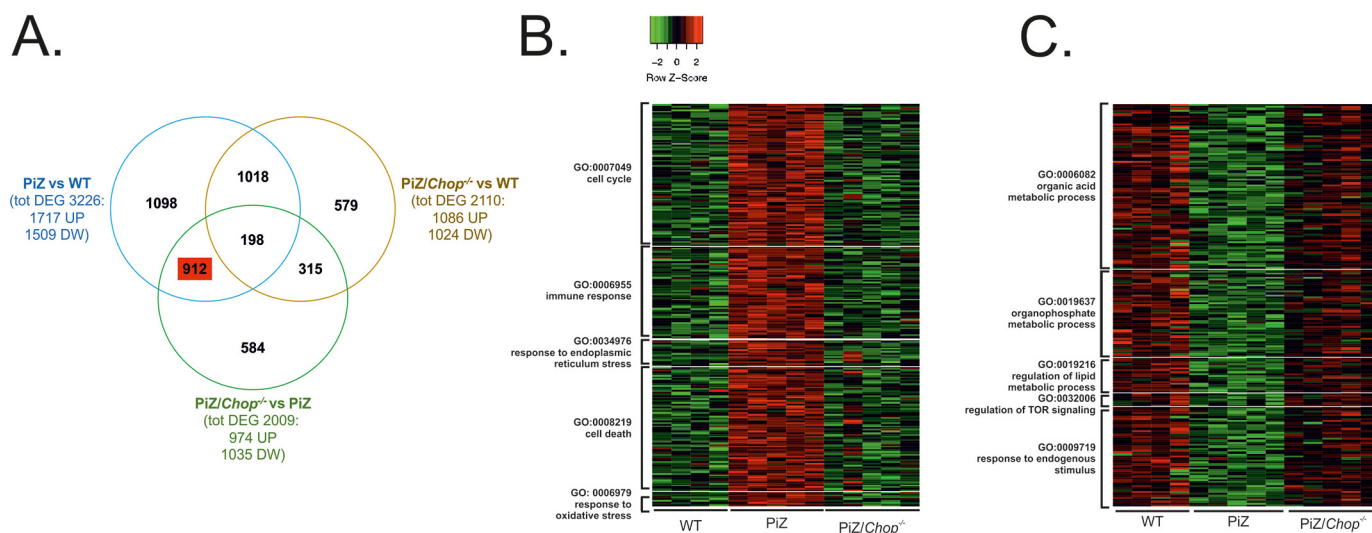 A.
PiZ vs WT
(tot DEG 3226:
1717 UP
1509 DW)
1098
1018
579
198
912
315
584
PiZ/Chop-/- vs WT
(tot DEG 2110:
1086 UP
1024 DW)
PiZ/Chop-/- vs PiZ
(tot DEG 2009:
974 UP
1035 DW)
B.
-2 0 2
Row Z-Score
GO:0007049
cell cycle
GO:0006955
immune response
GO:0034976
response to endoplasmic
reticulum stress
GO:0008219
cell death
GO: 0006979
response to
oxidative stress
WT PiZ PiZ/Chop-/-
C.
GO:0006082
organic acid
metabolic process
GO:0019637
organophosphate
metabolic process
GO:0019216
regulation of lipid
metabolic process
GO:0032006
regulation of TOR signaling
GO:0009719
response to endogenous
stimulus
WT PiZ PiZ/Chop-/-